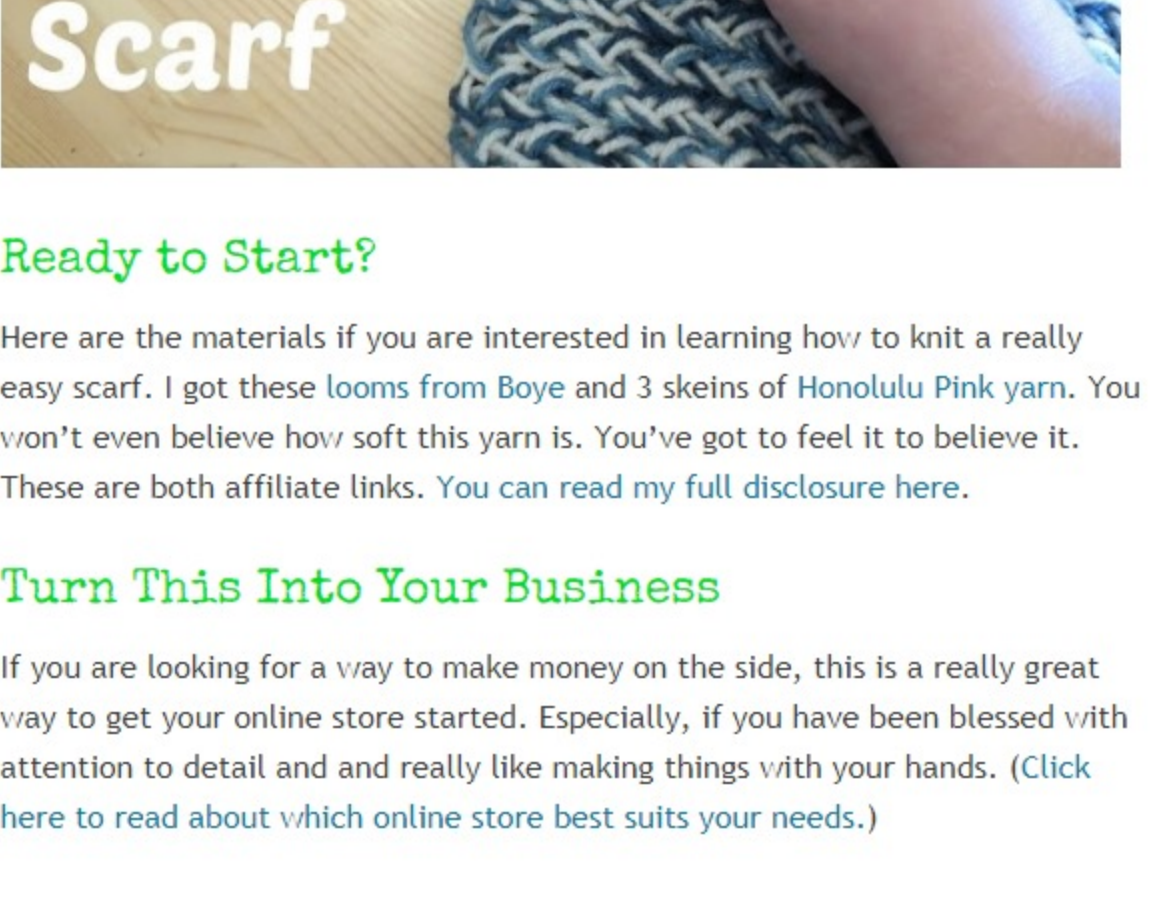 Scarf
Ready to Start?
Here are the materials if you are interested in learning how to knit a really
easy scarf. I got these looms from Boye and 3 skeins of Honolulu Pink yarn. You
won’t even believe how soft this yarn is. You’ve got to feel it to believe it.
These are both affiliate links. You can read my full disclosure here.
Turn This Into Your Business
If you are looking for a way to make money on the side, this is a really great
way to get your online store started. Especially, if you have been blessed with
attention to detail and and really like making things with your hands. (Click
here to read about which online store best suits your needs.)